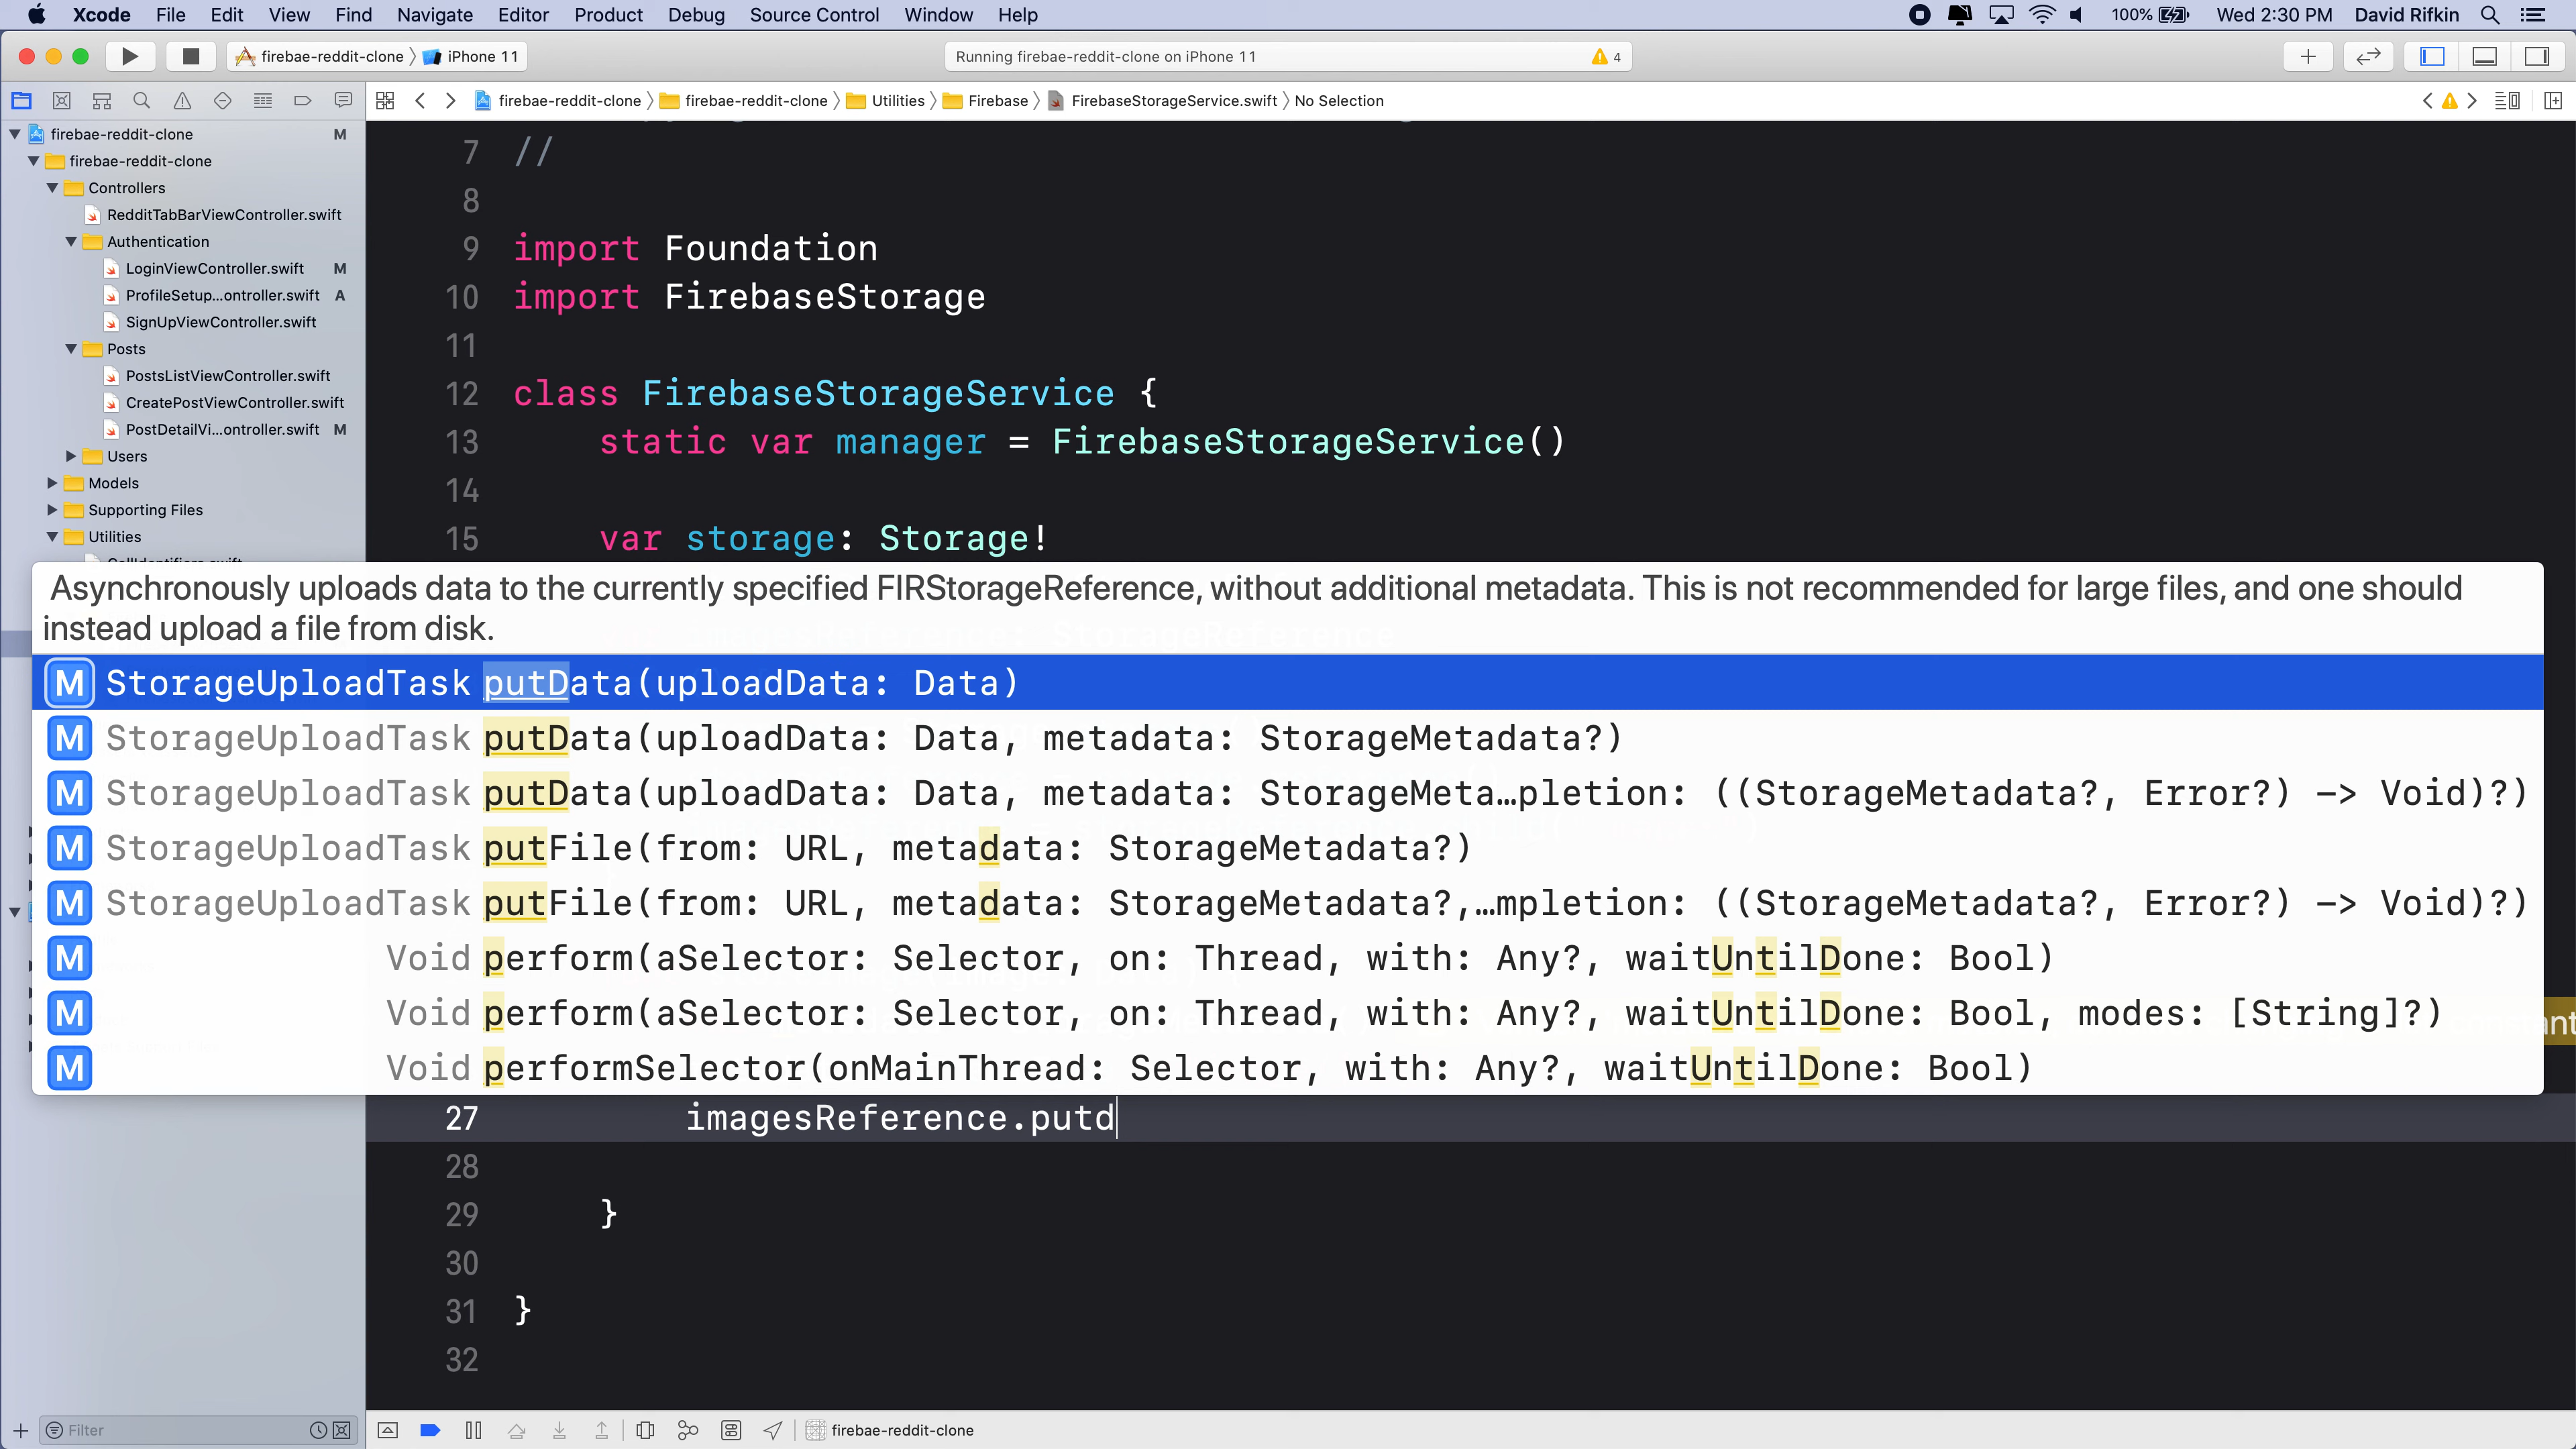 Xcode File Edit View Find Navigate Editor Product Debug Source Control Window Help 100% Wed 2:30 PM David Rifkin
firebae-reddit-clone iPhone 11 Running firebae-reddit-clone on iPhone 11 4
firebae-reddit-clone firebae-reddit-clone Utilities Firebase FirebaseStorageService.swift No Selection
firebae-reddit-clone M
firebae-reddit-clone
Controllers
RedditTabBarViewController.swift
Authentication
LoginViewController.swift M
ProfileSetup...ontroller.swift A
SignUpViewController.swift
Posts
PostsListViewController.swift
CreatePostViewController.swift
PostDetailVi...ontroller.swift M
Users
Models
Supporting Files
Utilities
7 //
8
9 import Foundation
10 import FirebaseStorage
11
12 class FirebaseStorageService {
13 static var manager = FirebaseStorageService()
14
15 var storage: Storage!
Asynchronously uploads data to the currently specified FIRStorageReference, without additional metadata. This is not recommended for large files, and one should
instead upload a file from disk.
M StorageUploadTask putData(uploadData: Data)
M StorageUploadTask putData(uploadData: Data, metadata: StorageMetadata?)
M StorageUploadTask putData(uploadData: Data, metadata: StorageMeta…pletion: ((StorageMetadata?, Error?) -> Void)?)
M StorageUploadTask putFile(from: URL, metadata: StorageMetadata?)
M StorageUploadTask putFile(from: URL, metadata: StorageMetadata?,…mpletion: ((StorageMetadata?, Error?) -> Void)?)
M Void perform(aSelector: Selector, on: Thread, with: Any?, waitUntilDone: Bool)
M Void perform(aSelector: Selector, on: Thread, with: Any?, waitUntilDone: Bool, modes: [String]?)
M Void performSelector(onMainThread: Selector, with: Any?, waitUntilDone: Bool)
27 imagesReference.putd
28
29 }
30
31 }
32
Filter firebae-reddit-clone